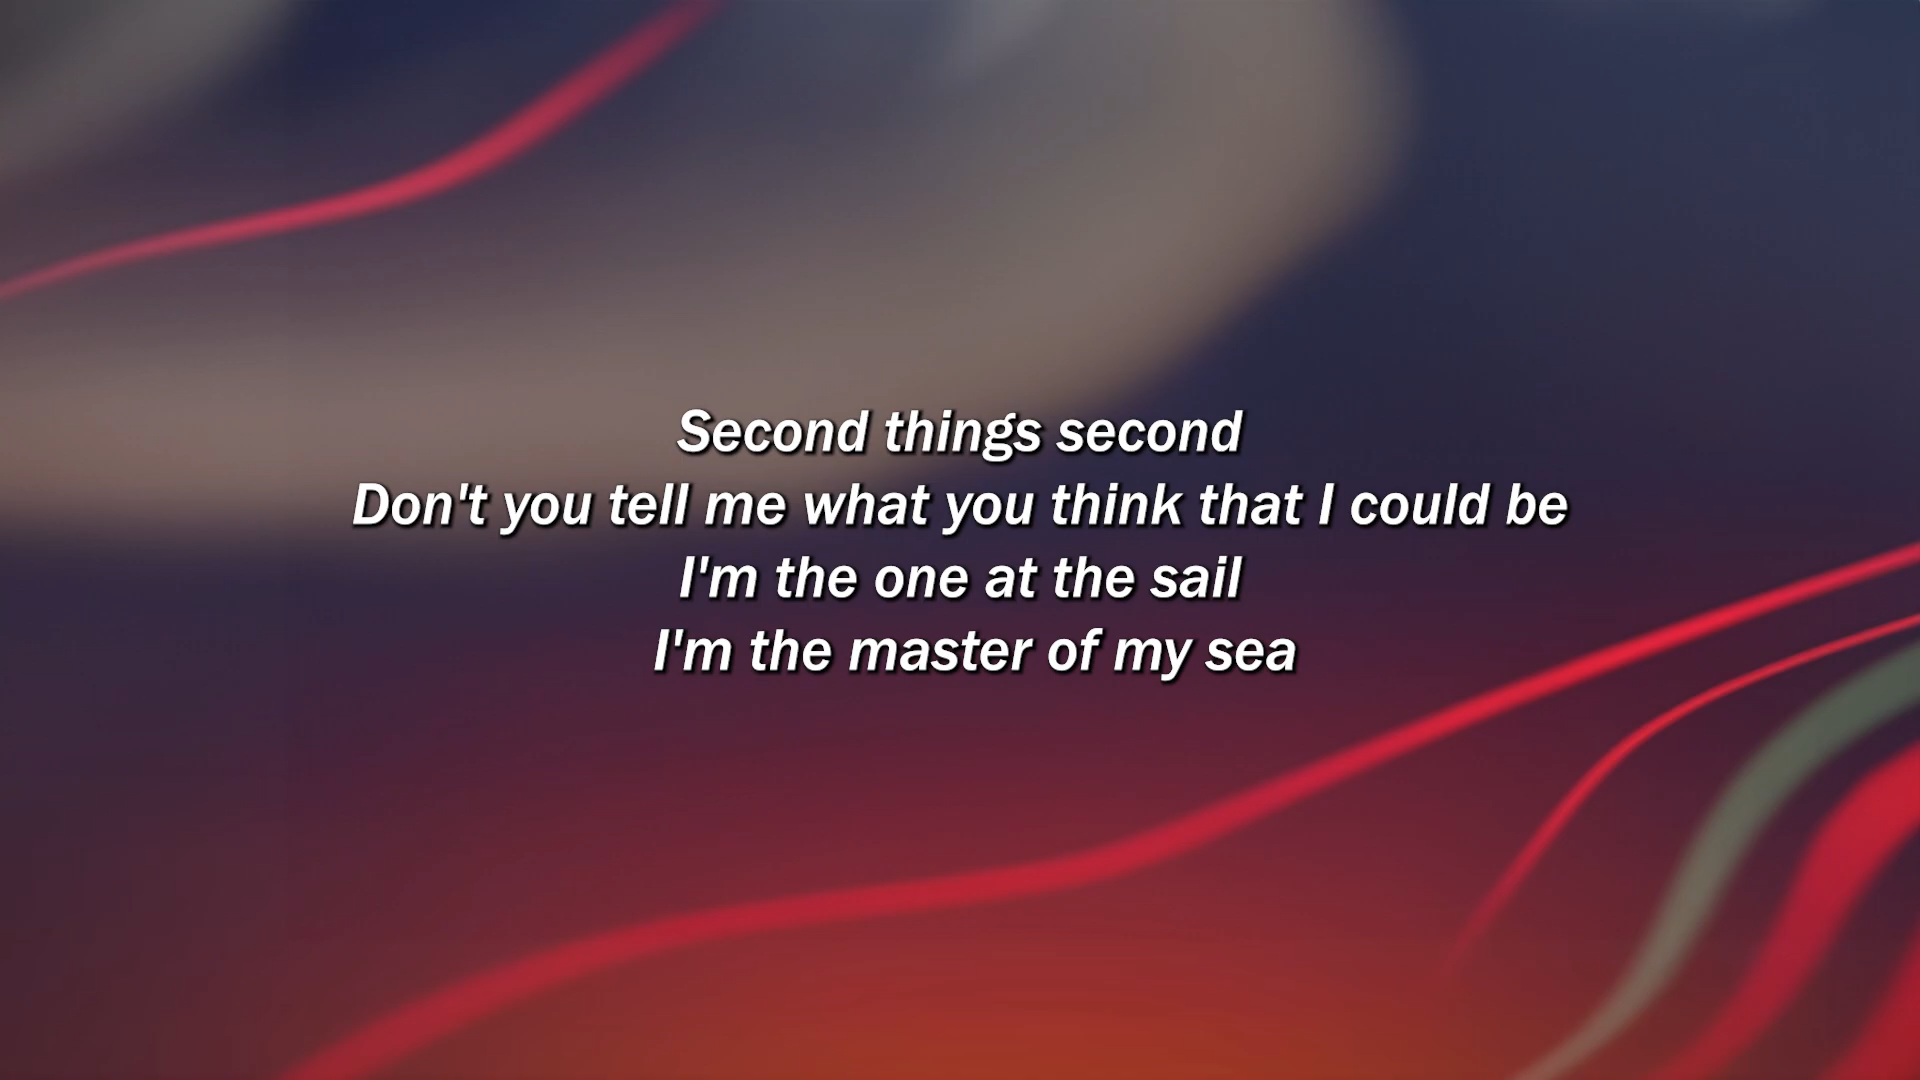 Second things second
Don't you tell me what you think that I could be
I'm the one at the sail
I'm the master of my sea